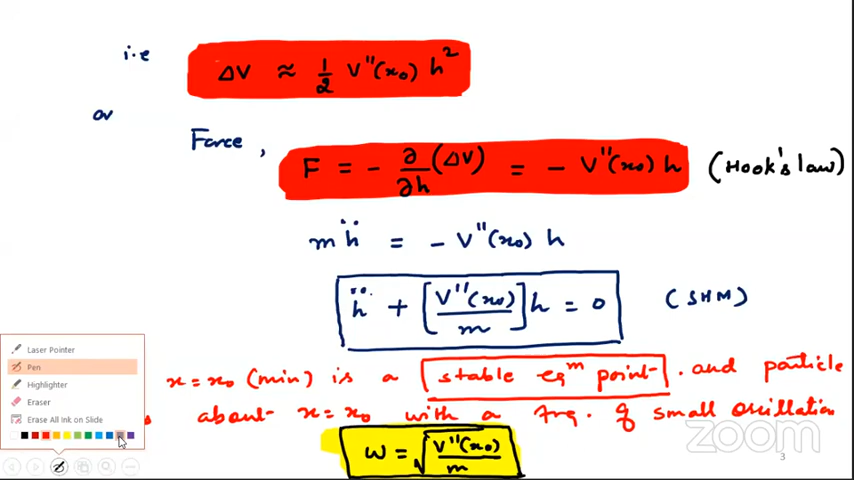 i.e ΔV ≈ 1/2 V''(x₀) h²
or
Force, F = - ∂/∂h (ΔV) = - V''(x₀) h (Hook's law)
mḧ = - V''(x₀) h
ḧ + [V''(x₀)/m] h = 0 (SHM)
x = x₀ (min) is a stable eqᵐ point. and particle
about x = x₀ with a freq. of small oscillation
ω = √(V''(x₀)/m)
Laser Pointer
Pen
Highlighter
Eraser
Erase All Ink on Slide
zoom
3